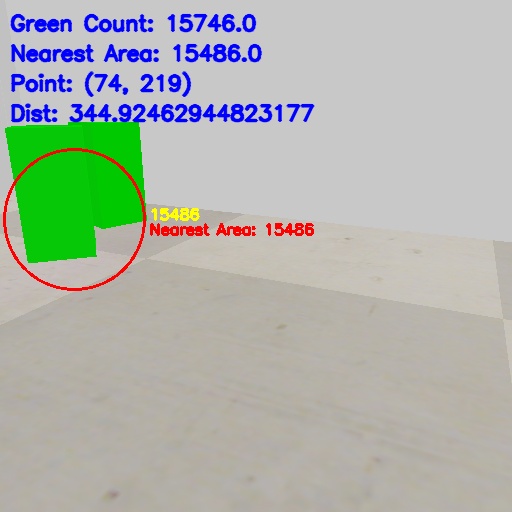 Green Count: 15746.0
Nearest Area: 15486.0
Point: (74, 219)
Dist: 344.92462944823177
15486
Nearest Area: 15486